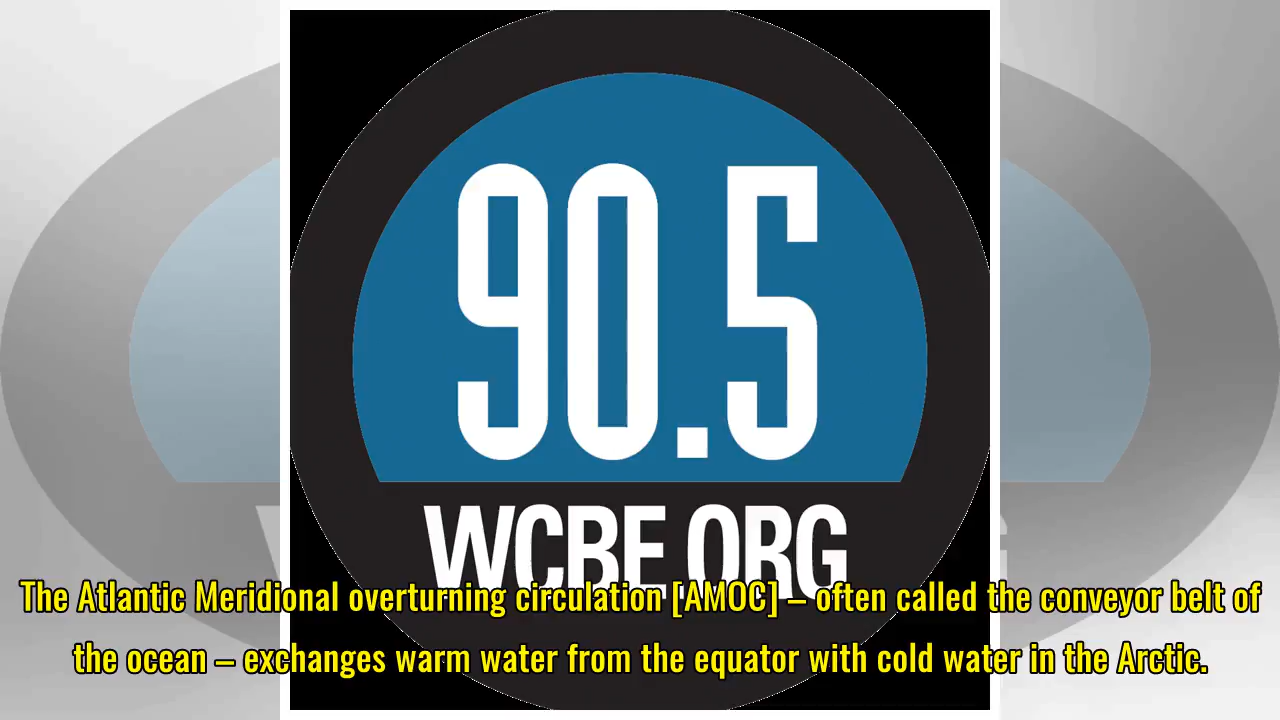 90.5
WCBE.ORG
The Atlantic Meridional overturning circulation [AMOC] – often called the conveyor belt of
the ocean – exchanges warm water from the equator with cold water in the Arctic.